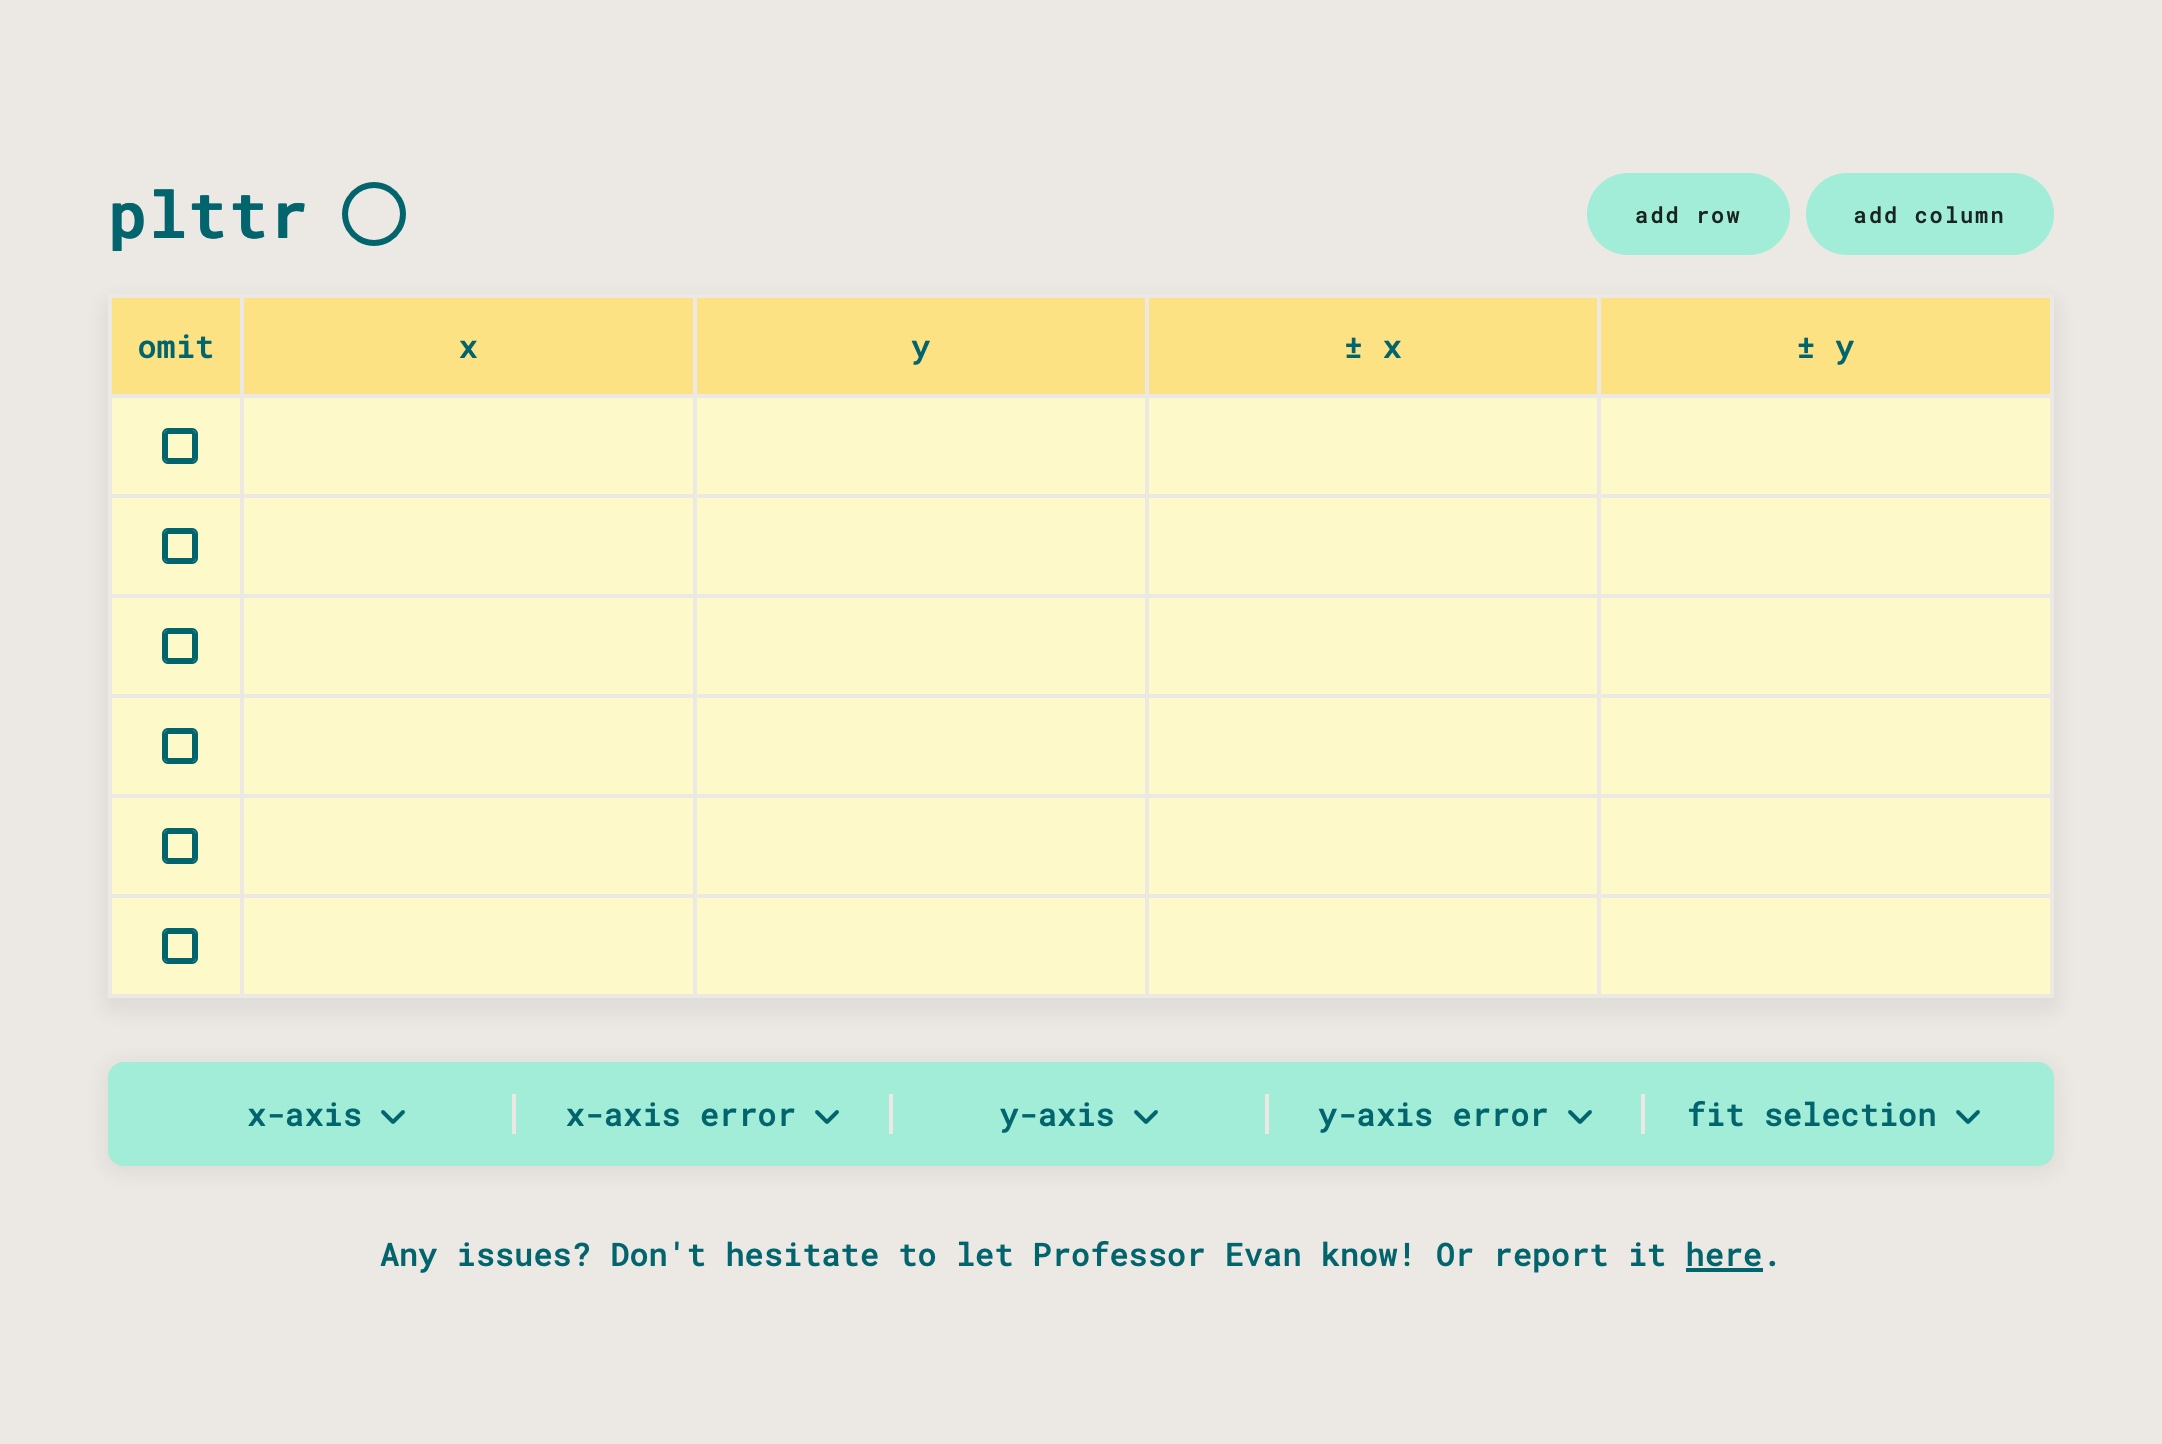 plttr
add row
add column
omit x y ± x ± y
x-axis
x-axis error
y-axis
y-axis error
fit selection
Any issues? Don't hesitate to let Professor Evan know! Or report it here.